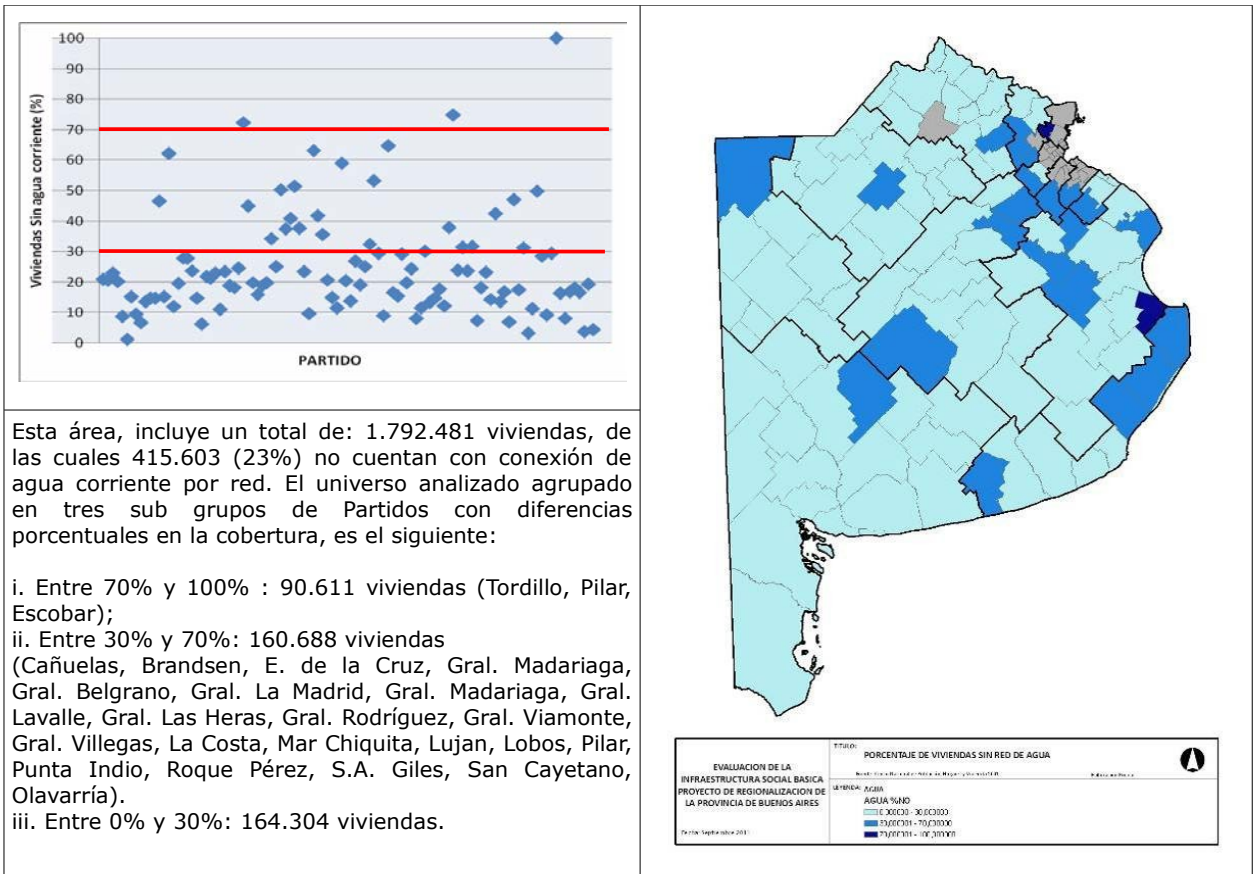 100
90
80
70
60
50
40
30
20
10
0
Viviendas Sin agua corriente (%)
PARTIDO
Esta área, incluye un total de: 1.792.481 viviendas, de
las cuales 415.603 (23%) no cuentan con conexión de
agua corriente por red. El universo analizado agrupado
en tres sub grupos de Partidos con diferencias
porcentuales en la cobertura, es el siguiente:
i. Entre 70% y 100% : 90.611 viviendas (Tordillo, Pilar,
Escobar);
ii. Entre 30% y 70%: 160.688 viviendas
(Cañuelas, Brandsen, E. de la Cruz, Gral. Madariaga,
Gral. Belgrano, Gral. La Madrid, Gral. Madariaga, Gral.
Lavalle, Gral. Las Heras, Gral. Rodríguez, Gral. Viamonte,
Gral. Villegas, La Costa, Mar Chiquita, Lujan, Lobos, Pilar,
Punta Indio, Roque Pérez, S.A. Giles, San Cayetano,
Olavarría).
iii. Entre 0% y 30%: 164.304 viviendas.
EVALUACION DE LA
INFRAESTRUCTURA SOCIAL BASICA
PROYECTO DE REGIONALIZACION DE
LA PROVINCIA DE BUENOS AIRES
TITULO:
PORCENTAJE DE VIVIENDAS SIN RED DE AGUA
LEYENDA: AGUA
AGUA %NO